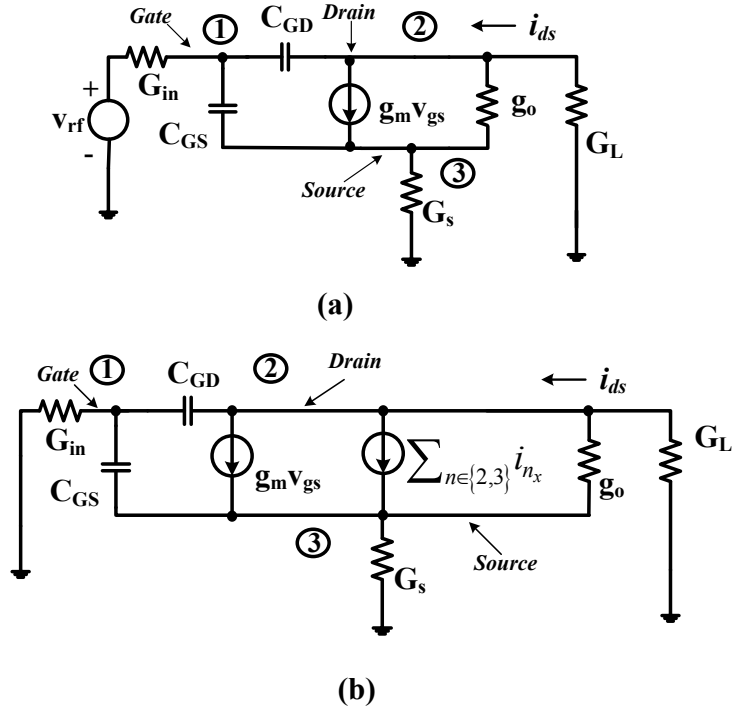 Gate
1
C_GD
Drain
2
i_ds
G_in
+
v_rf
-
C_GS
g_m v_gs
g_o
Source
3
G_s
G_L
(a)
Gate
1
C_GD
2
Drain
i_ds
G_in
C_GS
g_m v_gs
∑_{n∈{2,3}} i_{n_x}
g_o
G_L
3
G_s
Source
(b)